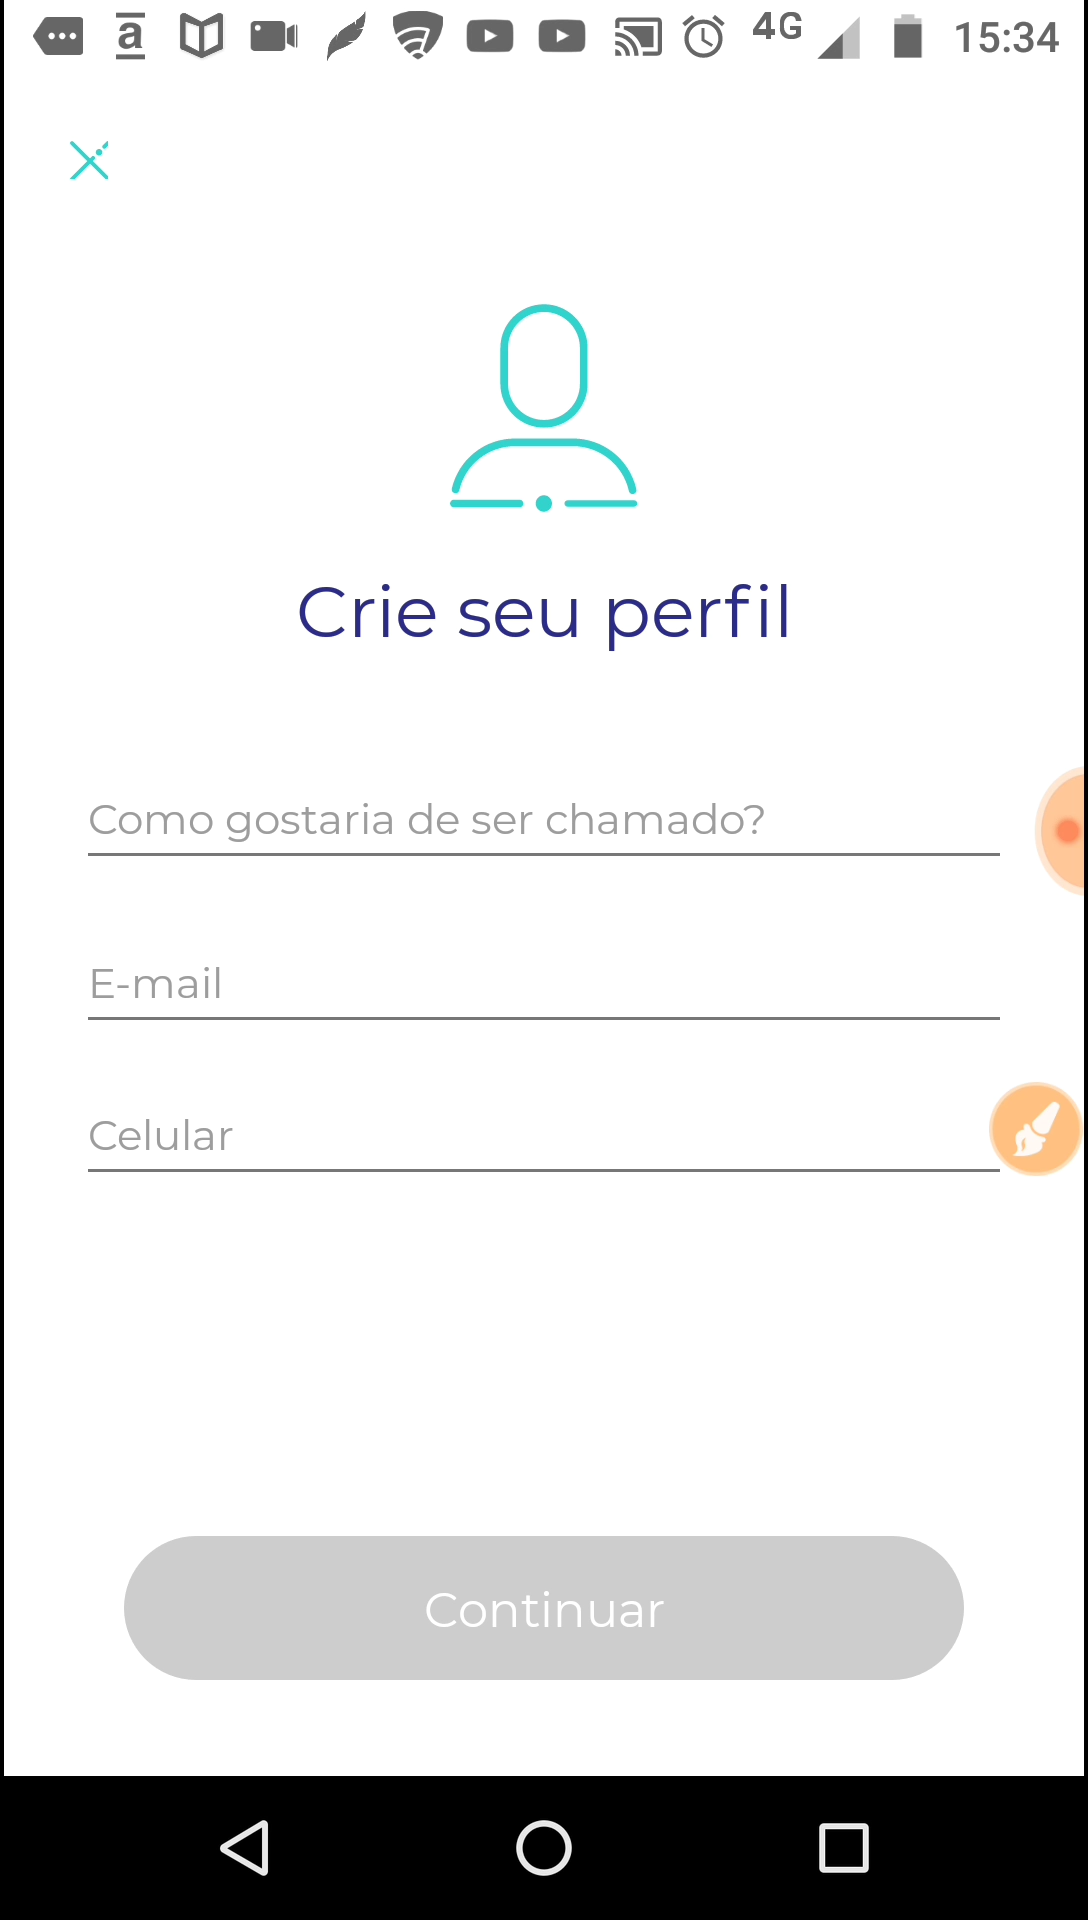 a 4G 15:34
Crie seu perfil
Como gostaria de ser chamado?
E-mail
Celular
Continuar